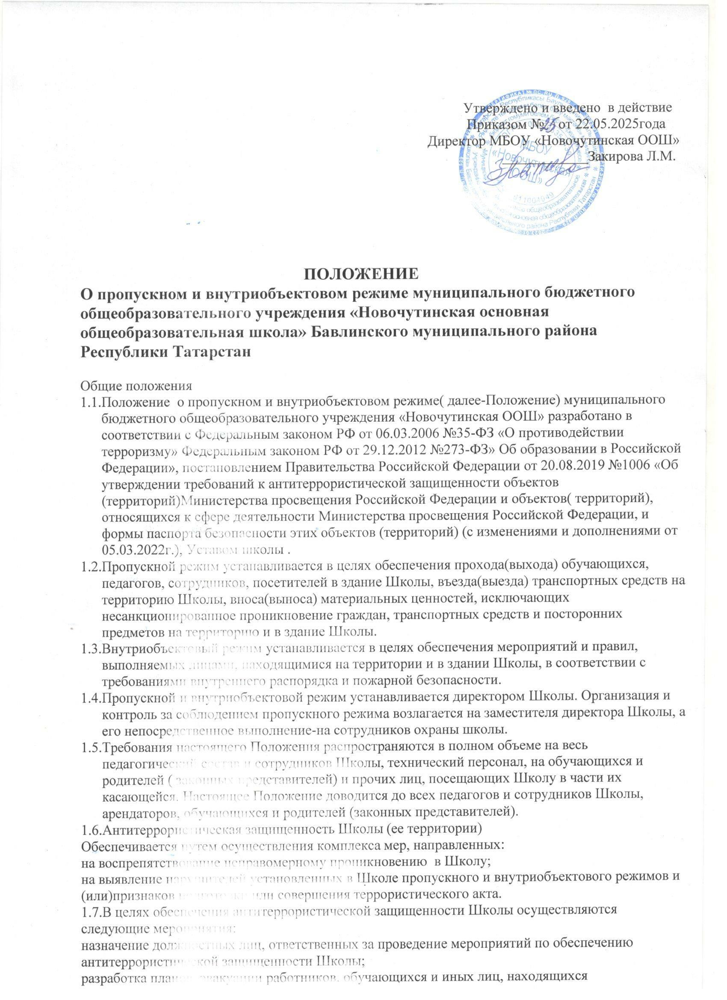 Утверждено и введено  в действие
Приказом №25 от 22.05.2025года
Директор МБОУ «Новочутинская ООШ»
Закирова Л.М.
МБОУ
«Новочутинская
ООШ»
ПОЛОЖЕНИЕ
О пропускном и внутриобъектовом режиме муниципального бюджетного
общеобразовательного учреждения «Новочутинская основная
общеобразовательная школа» Бавлинского муниципального района
Республики Татарстан
Общие положения
1.1.Положение  о пропускном и внутриобъектовом режиме( далее-Положение) муниципального
бюджетного общеобразовательного учреждения «Новочутинская ООШ» разработано в
соответствии с Федеральным законом РФ от 06.03.2006 №35-ФЗ «О противодействии
терроризму» Федеральным законом РФ от 29.12.2012 №273-ФЗ» Об образовании в Российской
Федерации», постановлением Правительства Российской Федерации от 20.08.2019 №1006 «Об
утверждении требований к антитеррористической защищенности объектов
(территорий)Министерства просвещения Российской Федерации и объектов( территорий),
относящихся к сфере деятельности Министерства просвещения Российской Федерации, и
формы паспорта безопасности этих объектов (территорий) (с изменениями и дополнениями от
05.03.2022г.), Уставом школы .
1.2.Пропускной режим устанавливается в целях обеспечения прохода(выхода) обучающихся,
педагогов, сотрудников, посетителей в здание Школы, въезда(выезда) транспортных средств на
территорию Школы, вноса(выноса) материальных ценностей, исключающих
несанкционированное проникновение граждан, транспортных средств и посторонних
предметов на территорию и в здание Школы.
1.3.Внутриобъектовый режим устанавливается в целях обеспечения мероприятий и правил,
выполняемых лицами, находящимися на территории и в здании Школы, в соответствии с
требованиями внутреннего распорядка и пожарной безопасности.
1.4.Пропускной и внутриобъектовой режим устанавливается директором Школы. Организация и
контроль за соблюдением пропускного режима возлагается на заместителя директора Школы, а
его непосредственное выполнение-на сотрудников охраны школы.
1.5.Требования настоящего Положения распространяются в полном объеме на весь
педагогический состав и сотрудников Школы, технический персонал, на обучающихся и
родителей ( законных представителей) и прочих лиц, посещающих Школу в части их
касающейся. Настоящее Положение доводится до всех педагогов и сотрудников Школы,
арендаторов, обучающихся и родителей (законных представителей).
1.6.Антитеррористическая защищенность Школы (ее территории)
Обеспечивается путем осуществления комплекса мер, направленных:
на воспрепятствование неправомерному проникновению  в Школу;
на выявление нарушителей установленных в Школе пропускного и внутриобъектового режимов и
(или)признаков подготовки или совершения террористического акта.
1.7.В целях обеспечения антитеррористической защищенности Школы осуществляются
следующие мероприятия:
назначение должностных лиц, ответственных за проведение мероприятий по обеспечению
антитеррористической защищенности Школы;
разработка планов эвакуации работников, обучающихся и иных лиц, находящихся